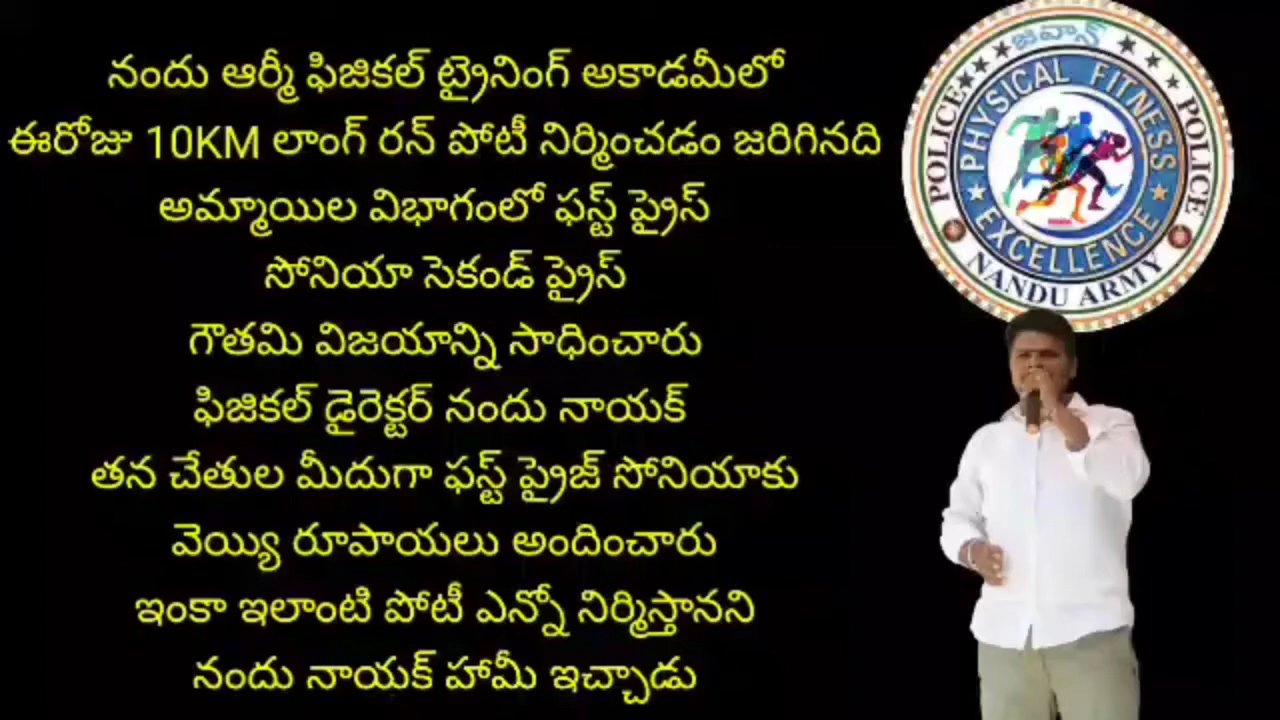 నందు ఆర్మీ ఫిజికల్ ట్రైనింగ్ అకాడమీలో
ఈరోజు 10KM లాంగ్ రన్ పోటీ నిర్మించడం జరిగినది
అమ్మాయిల విభాగంలో ఫస్ట్ ప్రైస్
సోనియా సెకండ్ ప్రైస్
గౌతమి విజయాన్ని సాధించారు
ఫిజికల్ డైరెక్టర్ నందు నాయక్
తన చేతుల మీదుగా ఫస్ట్ ప్రైజ్ సోనియాకు
వెయ్యి రూపాయలు అందించారు
ఇంకా ఇలాంటి పోటీ ఎన్నో నిర్మిస్తానని
నందు నాయక్ హామీ ఇచ్చాడు
జవాన్
POLICE
PHYSICAL FITNESS
POLICE
EXCELLENCE
NANDU ARMY